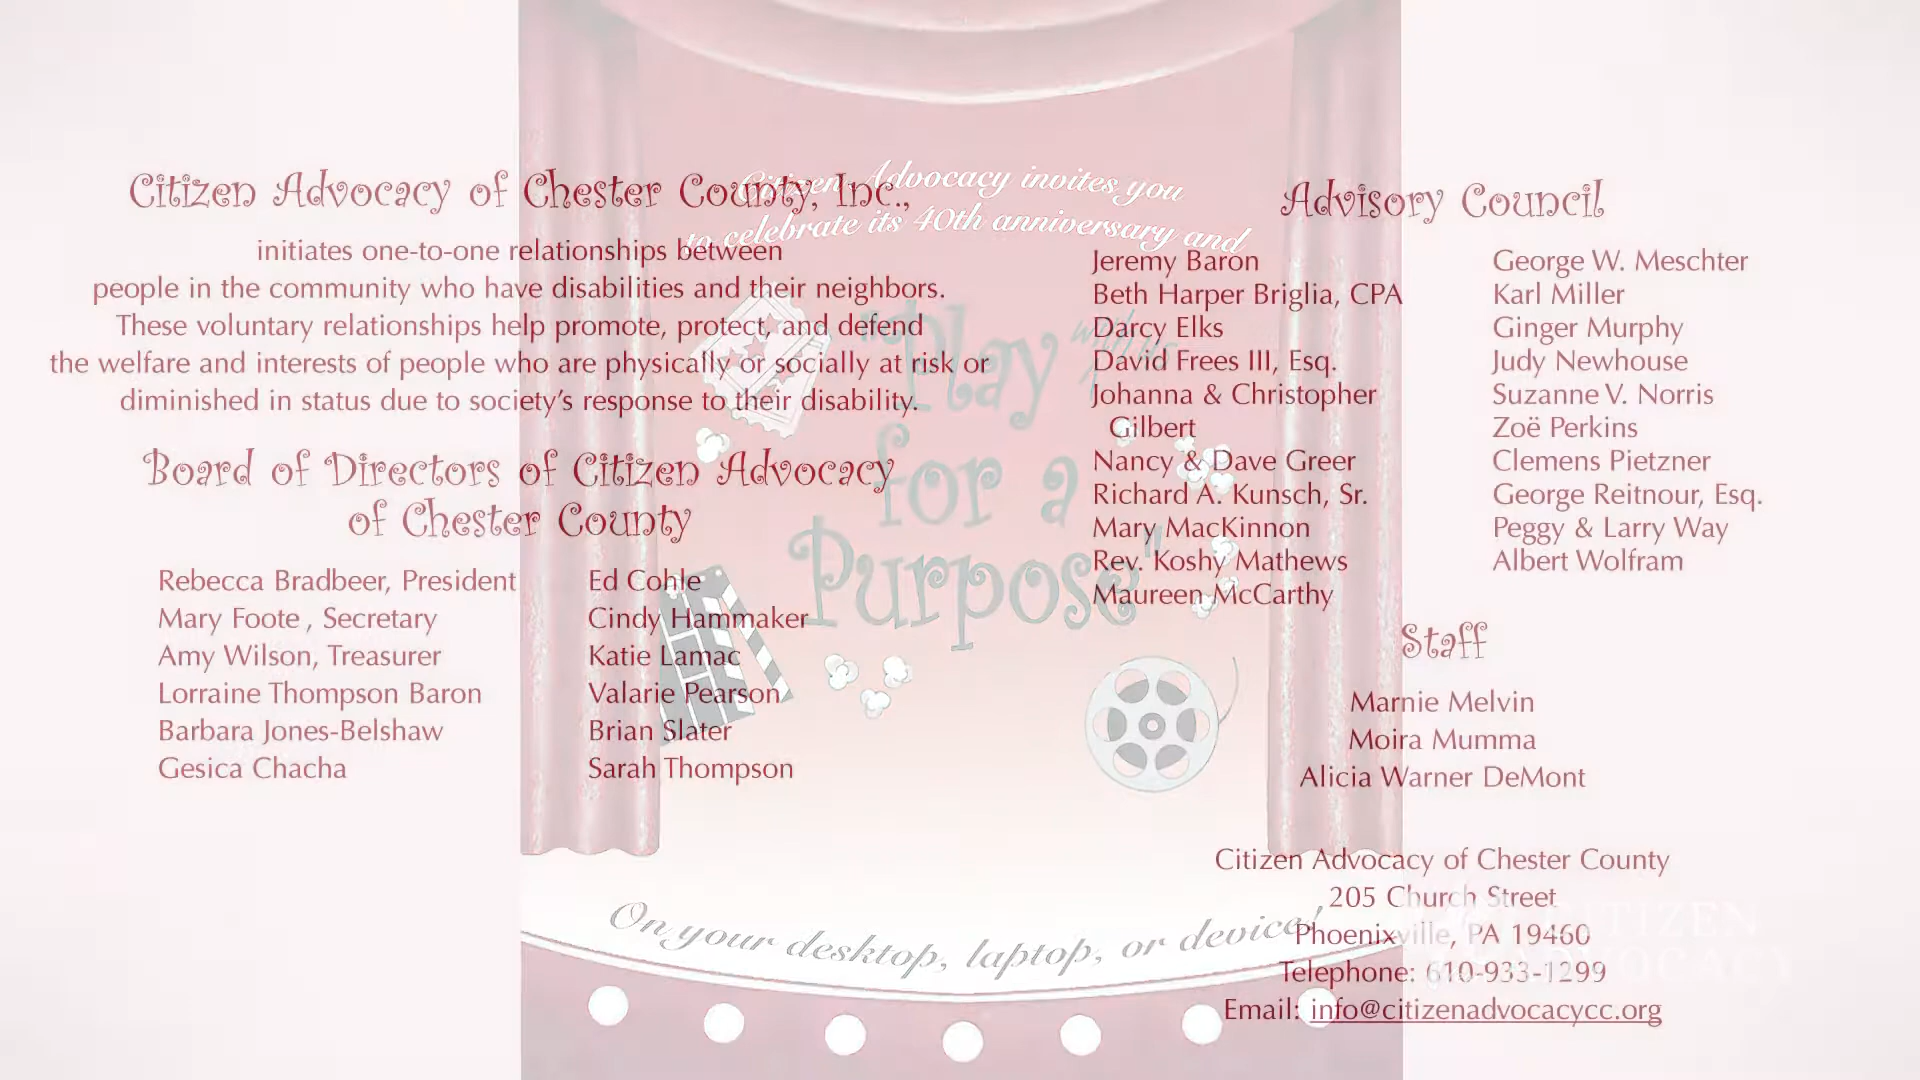 Citizen Advocacy of Chester County, Inc.,
initiates one-to-one relationships between
people in the community who have disabilities and their neighbors.
These voluntary relationships help promote, protect, and defend
the welfare and interests of people who are physically or socially at risk or
diminished in status due to society's response to their disability.
Board of Directors of Citizen Advocacy
of Chester County
Rebecca Bradbeer, President
Mary Foote , Secretary
Amy Wilson, Treasurer
Lorraine Thompson Baron
Barbara Jones-Belshaw
Gesica Chacha
Ed Cohle
Cindy Hammaker
Katie Lamac
Valarie Pearson
Brian Slater
Sarah Thompson
Citizen Advocacy invites you
to celebrate its 40th anniversary and
"Play with us
for a
Purpose"
On your desktop, laptop, or device!
Advisory Council
Jeremy Baron
Beth Harper Briglia, CPA
Darcy Elks
David Frees III, Esq.
Johanna & Christopher
Gilbert
Nancy & Dave Greer
Richard A. Kunsch, Sr.
Mary MacKinnon
Rev. Koshy Mathews
Maureen McCarthy
George W. Meschter
Karl Miller
Ginger Murphy
Judy Newhouse
Suzanne V. Norris
Zoë Perkins
Clemens Pietzner
George Reitnour, Esq.
Peggy & Larry Way
Albert Wolfram
Staff
Marnie Melvin
Moira Mumma
Alicia Warner DeMont
Citizen Advocacy of Chester County
205 Church Street
Phoenixville, PA 19460
Telephone: 610-933-1299
Email: info@citizenadvocacycc.org
CITIZEN
ADVOCACY